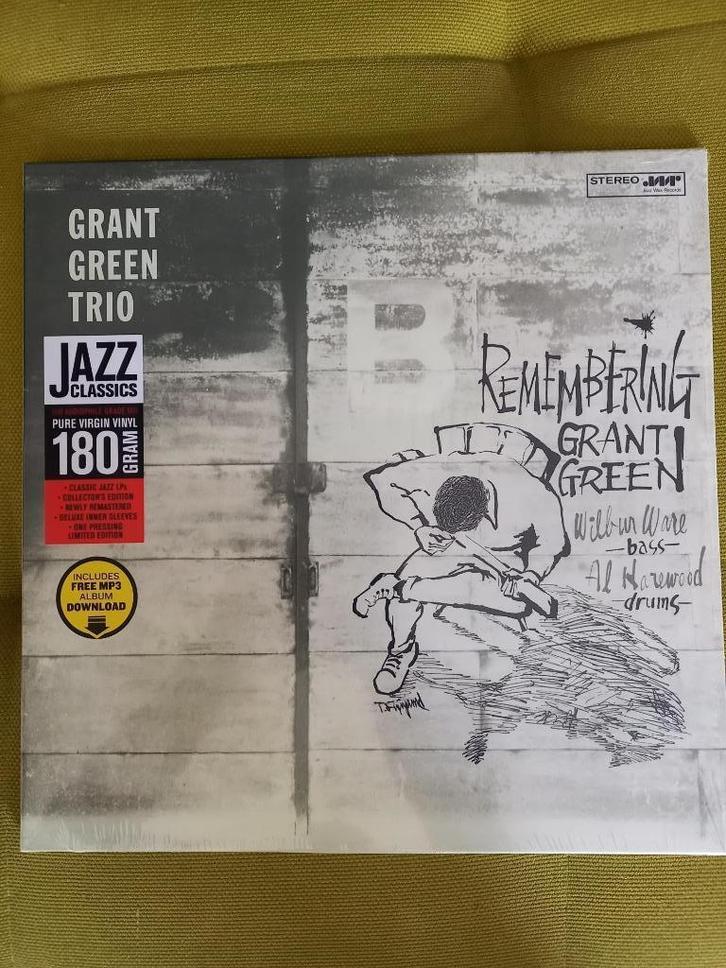 STEREO
Jazz Wax Records
GRANT
GREEN
TRIO
B
JAZZ
CLASSICS
PURE VIRGIN VINYL
180 GRAM
• CLASSIC JAZZ LPs
• COLLECTOR'S EDITION
• NEWLY REMASTERED
• DELUXE INNER SLEEVES
• ONE PRESSING
LIMITED EDITION
INCLUDES
FREE MP3
ALBUM
DOWNLOAD
REMEMBERING
GRANT
GREEN
Wilbur Ware
—bass—
Al Harewood
—drums—